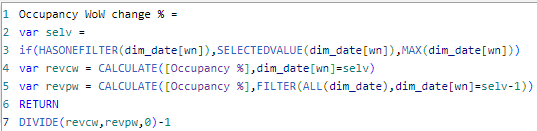 1 Occupancy WoW change % =
2 var selv =
3 if(HASONEFILTER(dim_date[wn]),SELECTEDVALUE(dim_date[wn]),MAX(dim_date[wn]))
4 var revcw = CALCULATE([Occupancy %],dim_date[wn]=selv)
5 var revpw = CALCULATE([Occupancy %],FILTER(ALL(dim_date),dim_date[wn]=selv-1))
6 RETURN
7 DIVIDE(revcw,revpw,0)-1